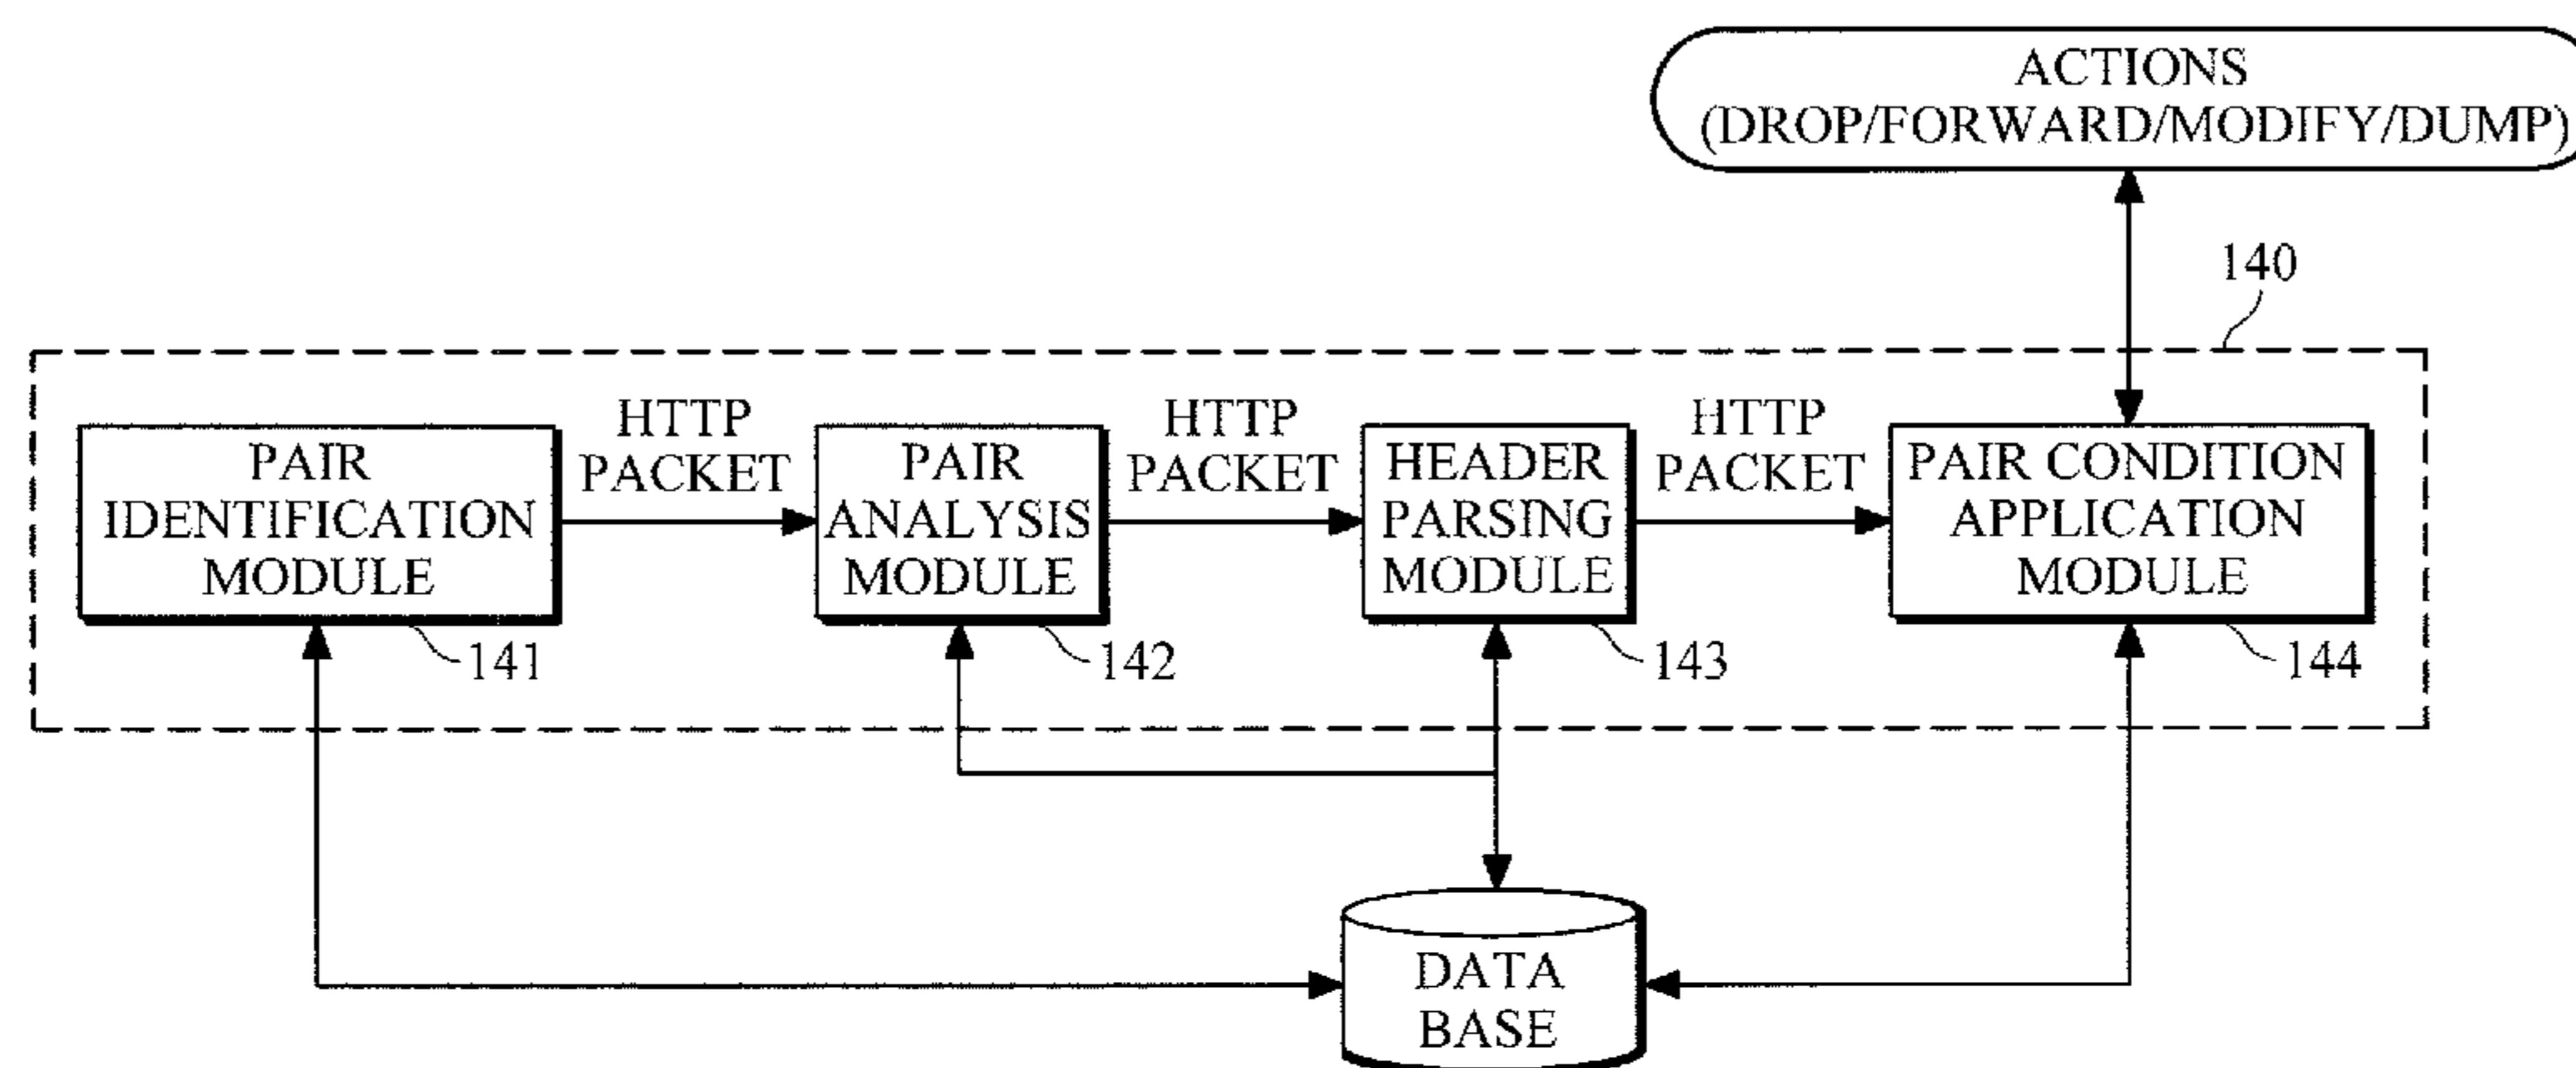 ACTIONS
(DROP/FORWARD/MODIFY/DUMP)
140
PAIR
IDENTIFICATION
MODULE
141
HTTP
PACKET
PAIR
ANALYSIS
MODULE
142
HTTP
PACKET
HEADER
PARSING
MODULE
143
HTTP
PACKET
PAIR CONDITION
APPLICATION
MODULE
144
DATA
BASE